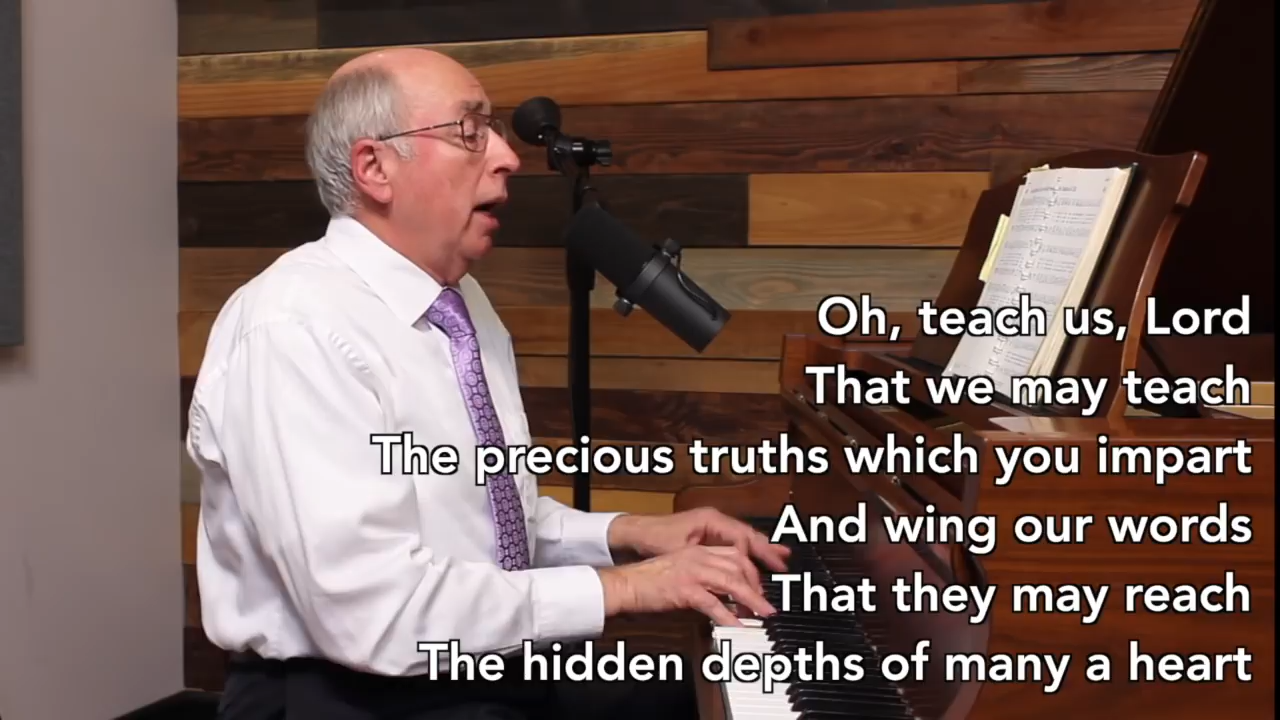 Oh, teach us, Lord
That we may teach
The precious truths which you impart
And wing our words
That they may reach
The hidden depths of many a heart